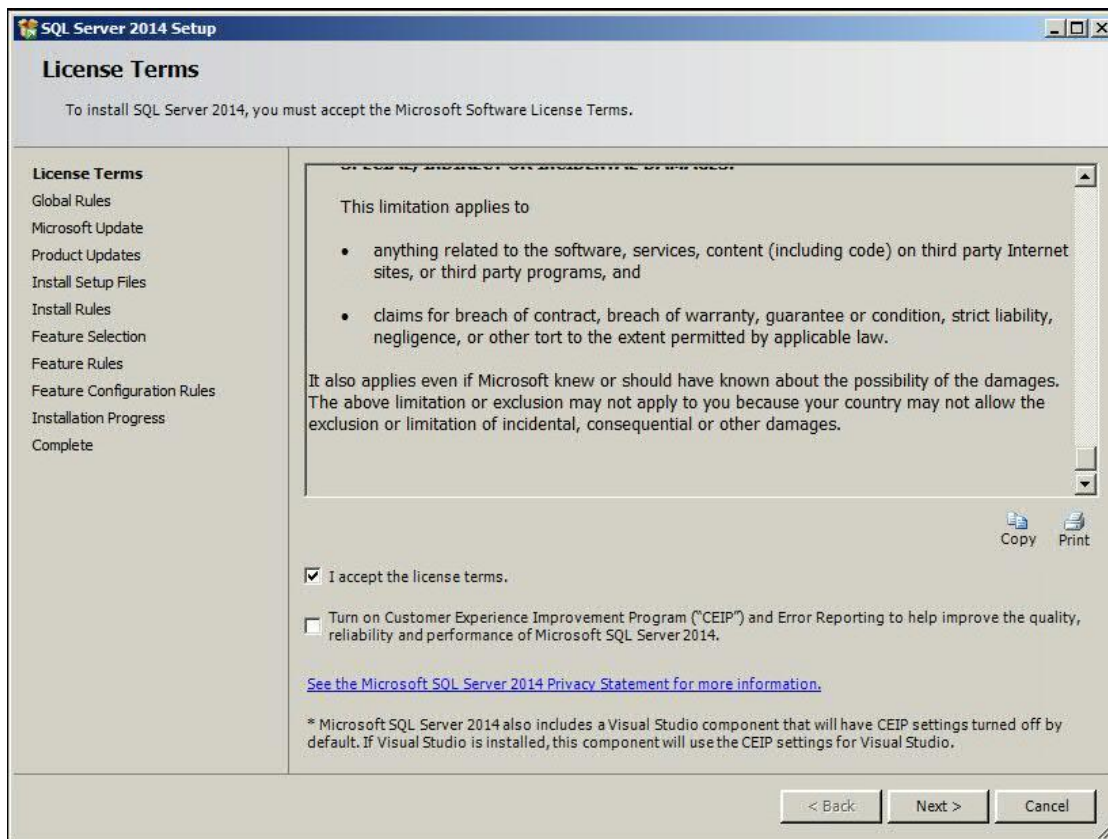 SQL Server 2014 Setup
License Terms
To install SQL Server 2014, you must accept the Microsoft Software License Terms.
License Terms
Global Rules
Microsoft Update
Product Updates
Install Setup Files
Install Rules
Feature Selection
Feature Rules
Feature Configuration Rules
Installation Progress
Complete
SPECIAL, INDIRECT OR INCIDENTAL DAMAGES.
This limitation applies to
• anything related to the software, services, content (including code) on third party Internet
sites, or third party programs, and
• claims for breach of contract, breach of warranty, guarantee or condition, strict liability,
negligence, or other tort to the extent permitted by applicable law.
It also applies even if Microsoft knew or should have known about the possibility of the damages.
The above limitation or exclusion may not apply to you because your country may not allow the
exclusion or limitation of incidental, consequential or other damages.
Copy
Print
I accept the license terms.
Turn on Customer Experience Improvement Program ("CEIP") and Error Reporting to help improve the quality,
reliability and performance of Microsoft SQL Server 2014.
See the Microsoft SQL Server 2014 Privacy Statement for more information.
* Microsoft SQL Server 2014 also includes a Visual Studio component that will have CEIP settings turned off by
default. If Visual Studio is installed, this component will use the CEIP settings for Visual Studio.
< Back
Next >
Cancel